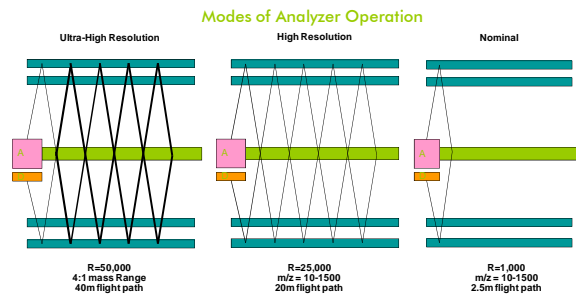 Modes of Analyzer Operation
Ultra-High Resolution
High Resolution
Nominal
A
A
A
R=50,000
4:1 mass Range
40m flight path
R=25,000
m/z = 10-1500
20m flight path
R=1,000
m/z = 10-1500
2.5m flight path